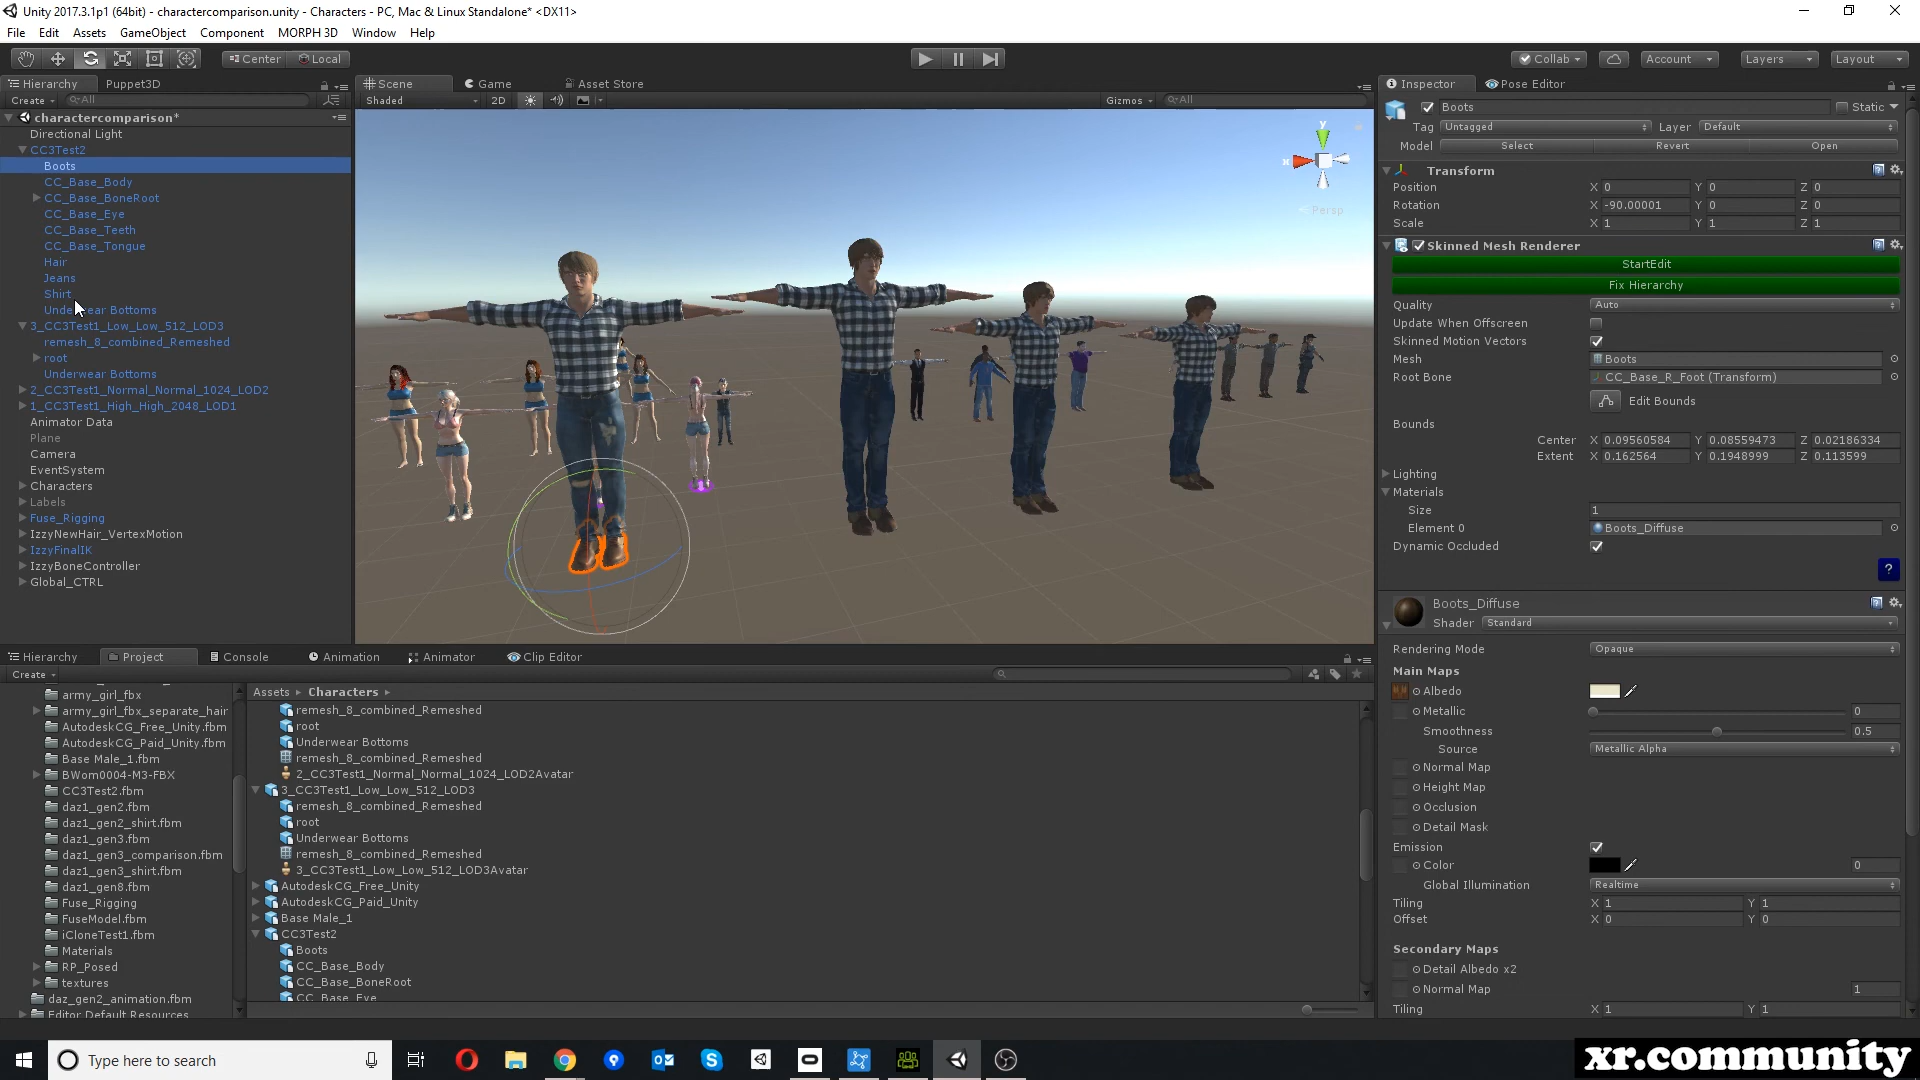 Unity 2017.3.1p1 (64bit) - charactercomparison.unity - Characters - PC, Mac & Linux Standalone* <DX11>
File Edit Assets GameObject Component MORPH 3D Window Help
Center Local Collab Account Layers Layout
Hierarchy Puppet3D Scene Game Asset Store Inspector Pose Editor
Create All Shaded 2D Gizmos All
charactercomparison*
Directional Light
CC3Test2
Boots
CC_Base_Body
CC_Base_BoneRoot
CC_Base_Eye
CC_Base_Teeth
CC_Base_Tongue
Hair
Jeans
Shirt
Underwear Bottoms
3_CC3Test1_Low_Low_512_LOD3
remesh_8_combined_Remeshed
root
Underwear Bottoms
2_CC3Test1_Normal_Normal_1024_LOD2
1_CC3Test1_High_High_2048_LOD1
Animator Data
Plane
Camera
EventSystem
Characters
Labels
Fuse_Rigging
IzzyNewHair_VertexMotion
IzzyFinalIK
IzzyBoneController
Global_CTRL
y
x
Persp
Boots Static
Tag Untagged Layer Default
Model Select Revert Open
Transform
Position X 0 Y 0 Z 0
Rotation X -90.00001 Y 0 Z 0
Scale X 1 Y 1 Z 1
Skinned Mesh Renderer
StartEdit
Fix Hierarchy
Quality Auto
Update When Offscreen
Skinned Motion Vectors
Mesh Boots
Root Bone CC_Base_R_Foot (Transform)
Edit Bounds
Bounds
Center X 0.09560584 Y 0.08559473 Z 0.02186334
Extent X 0.162564 Y 0.1948999 Z 0.113599
Lighting
Materials
Size 1
Element 0 Boots_Diffuse
Dynamic Occluded
?
Boots_Diffuse
Shader Standard
Rendering Mode Opaque
Main Maps
Albedo
Metallic 0
Smoothness 0.5
Source Metallic Alpha
Normal Map
Height Map
Occlusion
Detail Mask
Emission
Color 0
Global Illumination Realtime
Tiling X 1 Y 1
Offset X 0 Y 0
Secondary Maps
Detail Albedo x2
Normal Map 1
Tiling X 1 Y 1
Hierarchy Project Console Animation Animator Clip Editor
Create
army_girl_fbx
army_girl_fbx_separate_hair
AutodeskCG_Free_Unity.fbm
AutodeskCG_Paid_Unity.fbm
Base Male_1.fbm
BWom0004-M3-FBX
CC3Test2.fbm
daz1_gen2.fbm
daz1_gen2_shirt.fbm
daz1_gen3.fbm
daz1_gen3_comparison.fbm
daz1_gen3_shirt.fbm
daz1_gen8.fbm
Fuse_Rigging
FuseModel.fbm
iCloneTest1.fbm
Materials
RP_Posed
textures
daz_gen2_animation.fbm
Editor Default Resources
Assets Characters
remesh_8_combined_Remeshed
root
Underwear Bottoms
remesh_8_combined_Remeshed
2_CC3Test1_Normal_Normal_1024_LOD2Avatar
3_CC3Test1_Low_Low_512_LOD3
remesh_8_combined_Remeshed
root
Underwear Bottoms
remesh_8_combined_Remeshed
3_CC3Test1_Low_Low_512_LOD3Avatar
AutodeskCG_Free_Unity
AutodeskCG_Paid_Unity
Base Male_1
CC3Test2
Boots
CC_Base_Body
CC_Base_BoneRoot
CC_Base_Eye
Type here to search
xr.community